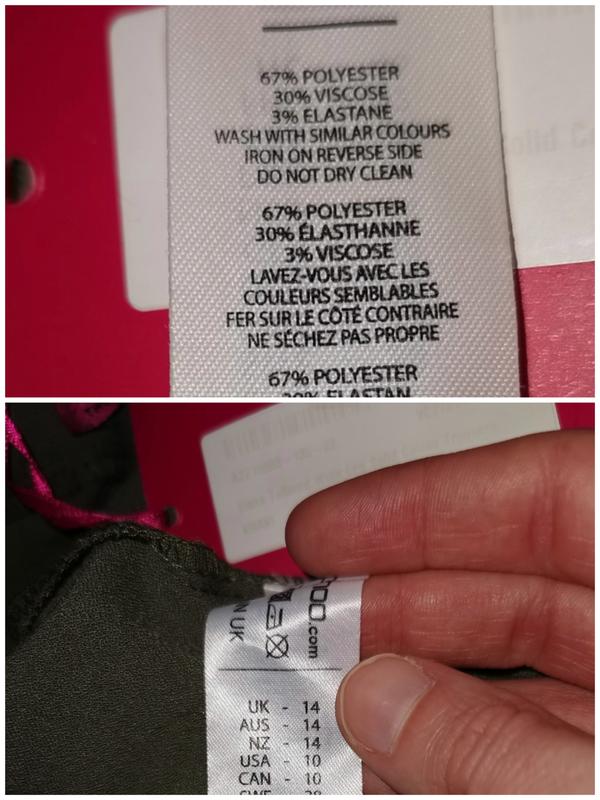 67% POLYESTER
30% VISCOSE
3% ELASTANE
WASH WITH SIMILAR COLOURS
IRON ON REVERSE SIDE
DO NOT DRY CLEAN
67% POLYESTER
30% ÉLASTHANNE
3% VISCOSE
LAVEZ-VOUS AVEC LES
COULEURS SEMBLABLES
FER SUR LE CÔTÉ CONTRAIRE
NE SÉCHEZ PAS PROPRE
67% POLYESTER
ELASTAN
Solid
.com
UK
UK - 14
AUS - 14
NZ - 14
USA - 10
CAN - 10